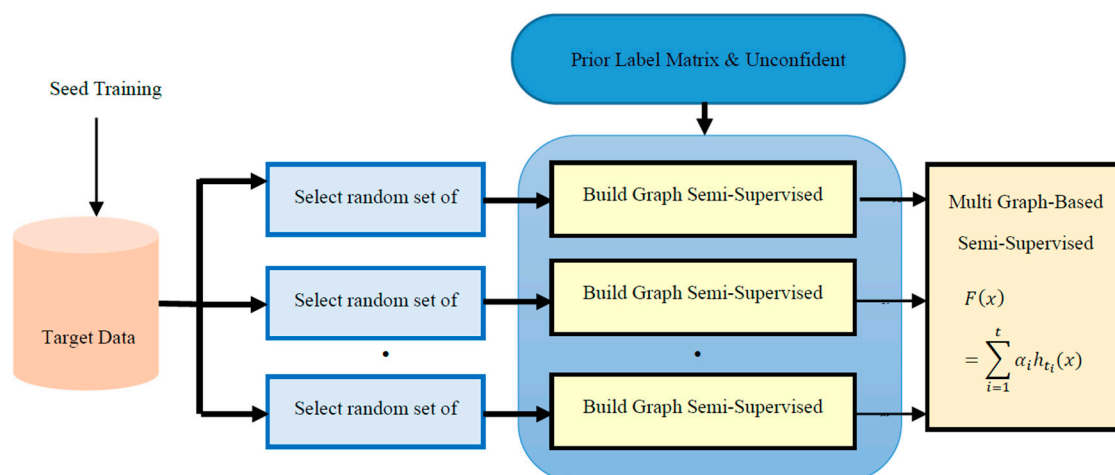 Prior Label Matrix & Unconfident
Seed Training
Target Data
Select random set of
Build Graph Semi-Supervised
Select random set of
Build Graph Semi-Supervised
Select random set of
Build Graph Semi-Supervised
Multi Graph-Based
Semi-Supervised
F(x)
= \sum_{i=1}^{t} α_i h_{t_i}(x)